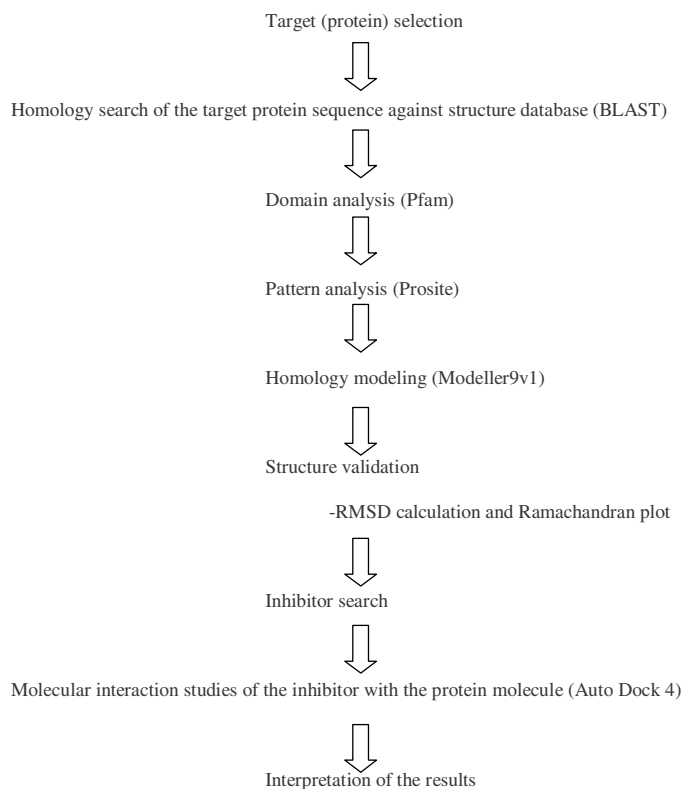 Target (protein) selection
Homology search of the target protein sequence against structure database (BLAST)
Domain analysis (Pfam)
Pattern analysis (Prosite)
Homology modeling (Modeller9v1)
Structure validation
-RMSD calculation and Ramachandran plot
Inhibitor search
Molecular interaction studies of the inhibitor with the protein molecule (Auto Dock 4)
Interpretation of the results